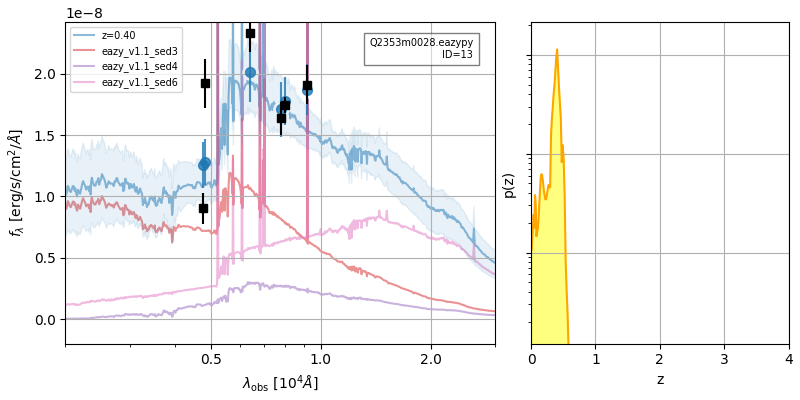 1e−8
z=0.40
eazy_v1.1_sed3
eazy_v1.1_sed4
eazy_v1.1_sed6
Q2353m0028.eazypy
ID=13
2.0
1.5
1.0
0.5
0.0
f_λ [erg/s/cm²/Å]
0.5 1.0 2.0
λ_obs [10⁴Å]
p(z)
0 1 2 3 4
z